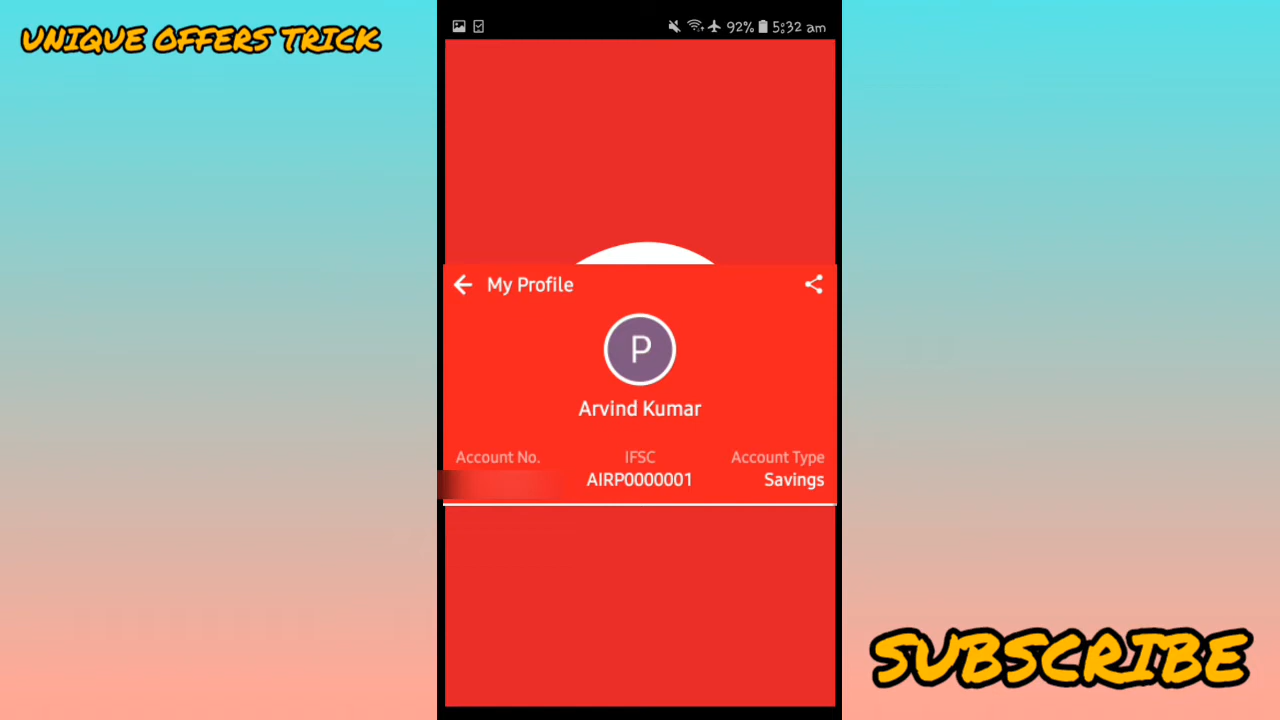 UNIQUE OFFERS TRICK
92% 5:32 am
My Profile
P
Arvind Kumar
Account No. IFSC Account Type
AIRP0000001 Savings
SUBSCRIBE